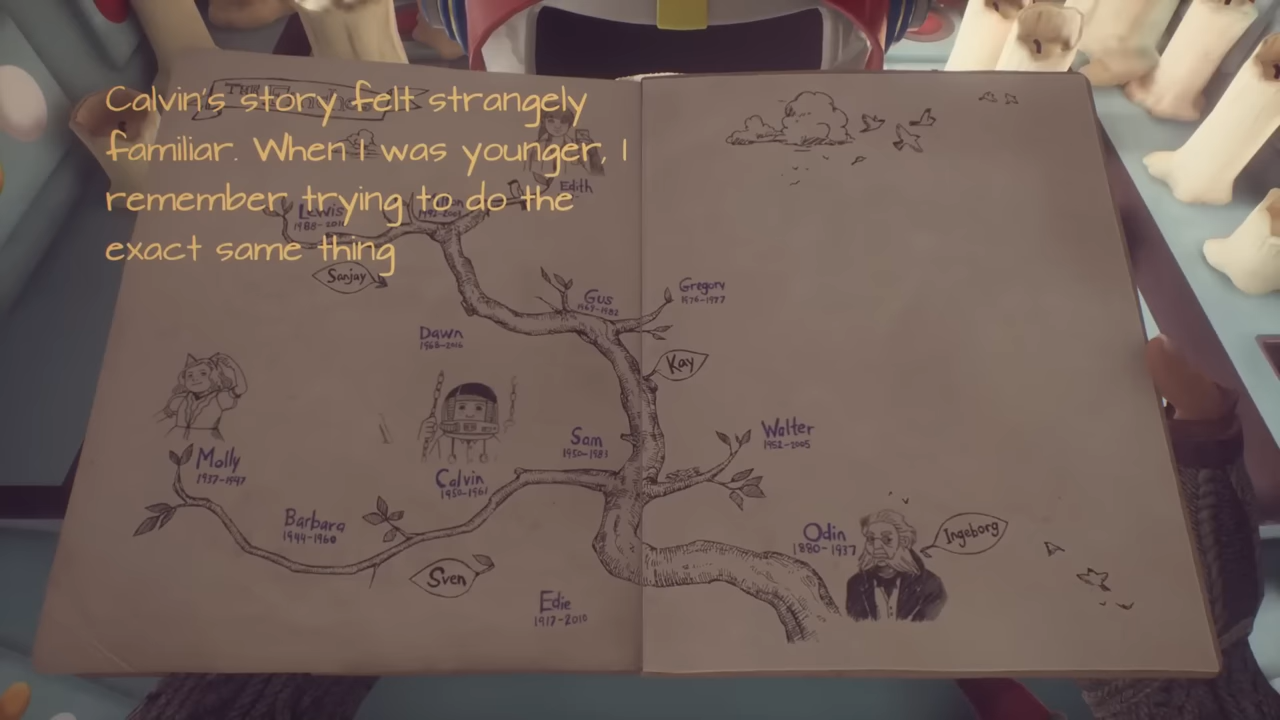 Calvin's story felt strangely
familiar. When I was younger, I
remember trying to do the
exact same thing
Edith
Lewis
Sanjay
Gus
1969-1982
Gregory
1976-1977
Dawn
1968-2016
Kay
Molly
1937-1947
Calvin
1950-1961
Sam
1950-1983
Walter
1952-2005
Barbara
1944-1960
Sven
Odin
1880-1937
Ingeborg
Edie
1917-2010